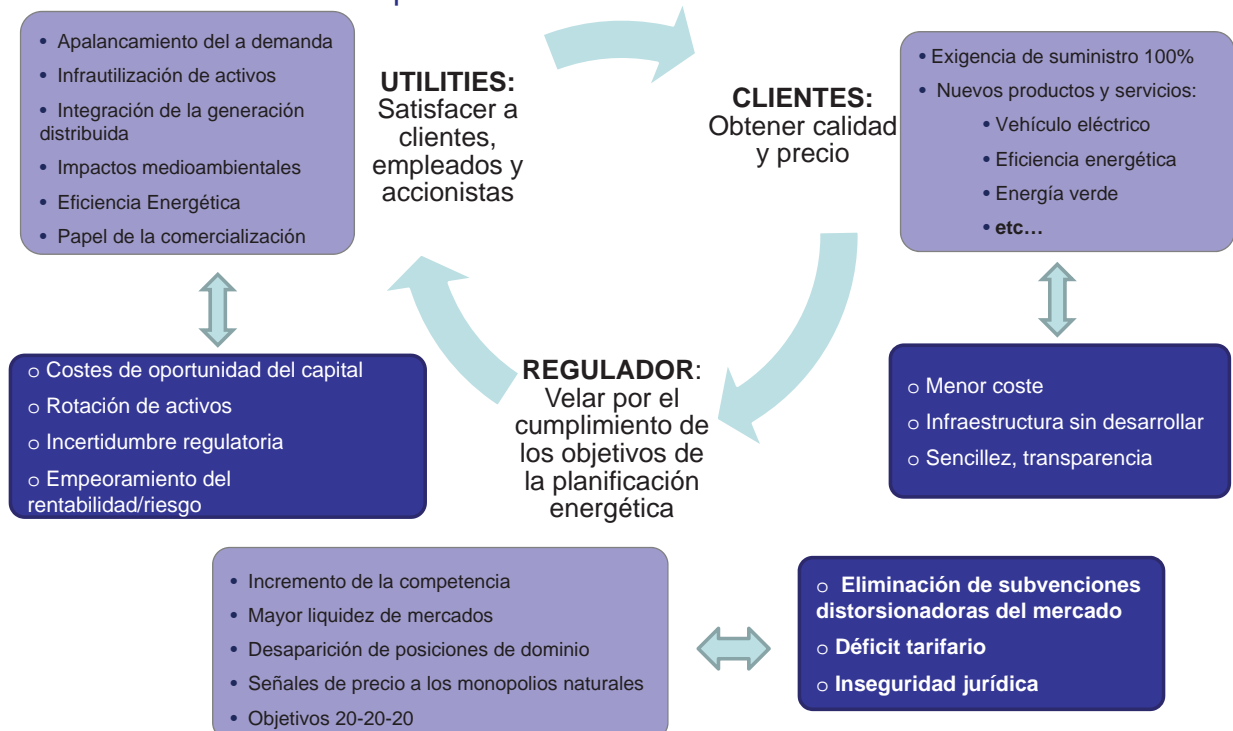 • Apalancamiento del a demanda
• Infrautilización de activos
• Integración de la generación
distribuida
• Impactos medioambientales
• Eficiencia Energética
• Papel de la comercialización
UTILITIES:
Satisfacer a
clientes,
empleados y
accionistas
CLIENTES:
Obtener calidad
y precio
• Exigencia de suministro 100%
• Nuevos productos y servicios:
• Vehículo eléctrico
• Eficiencia energética
• Energía verde
• etc…
o Costes de oportunidad del capital
o Rotación de activos
o Incertidumbre regulatoria
o Empeoramiento del
rentabilidad/riesgo
REGULADOR:
Velar por el
cumplimiento de
los objetivos de
la planificación
energética
o Menor coste
o Infraestructura sin desarrollar
o Sencillez, transparencia
• Incremento de la competencia
• Mayor liquidez de mercados
• Desaparición de posiciones de dominio
• Señales de precio a los monopolios naturales
• Objetivos 20-20-20
o Eliminación de subvenciones
distorsionadoras del mercado
o Déficit tarifario
o Inseguridad jurídica